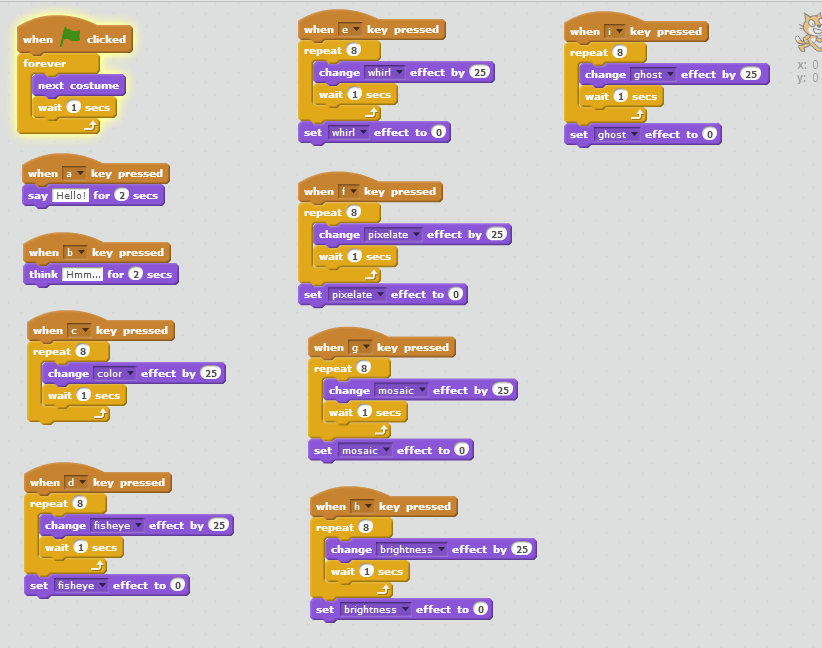 when clicked
forever
next costume
wait 1 secs
when a key pressed
say Hello! for 2 secs
when b key pressed
think Hmm... for 2 secs
when c key pressed
repeat 8
change color effect by 25
wait 1 secs
when d key pressed
repeat 8
change fisheye effect by 25
wait 1 secs
set fisheye effect to 0
when e key pressed
repeat 8
change whirl effect by 25
wait 1 secs
set whirl effect to 0
when f key pressed
repeat 8
change pixelate effect by 25
wait 1 secs
set pixelate effect to 0
when g key pressed
repeat 8
change mosaic effect by 25
wait 1 secs
set mosaic effect to 0
when h key pressed
repeat 8
change brightness effect by 25
wait 1 secs
set brightness effect to 0
when i key pressed
repeat 8
change ghost effect by 25
wait 1 secs
set ghost effect to 0
x: 0
y: 0